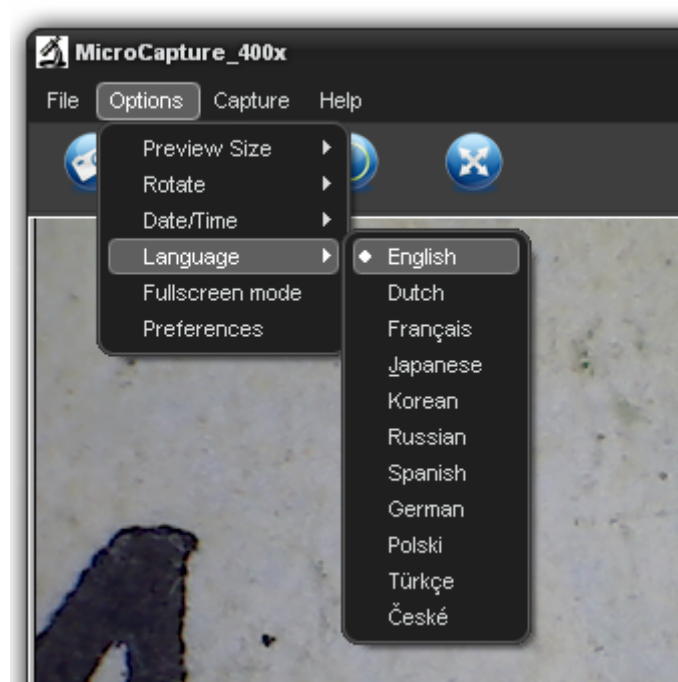 MicroCapture_400x
File Options Capture Help
Preview Size
Rotate
Date/Time
Language
Fullscreen mode
Preferences
English
Dutch
Français
Japanese
Korean
Russian
Spanish
German
Polski
Türkçe
České